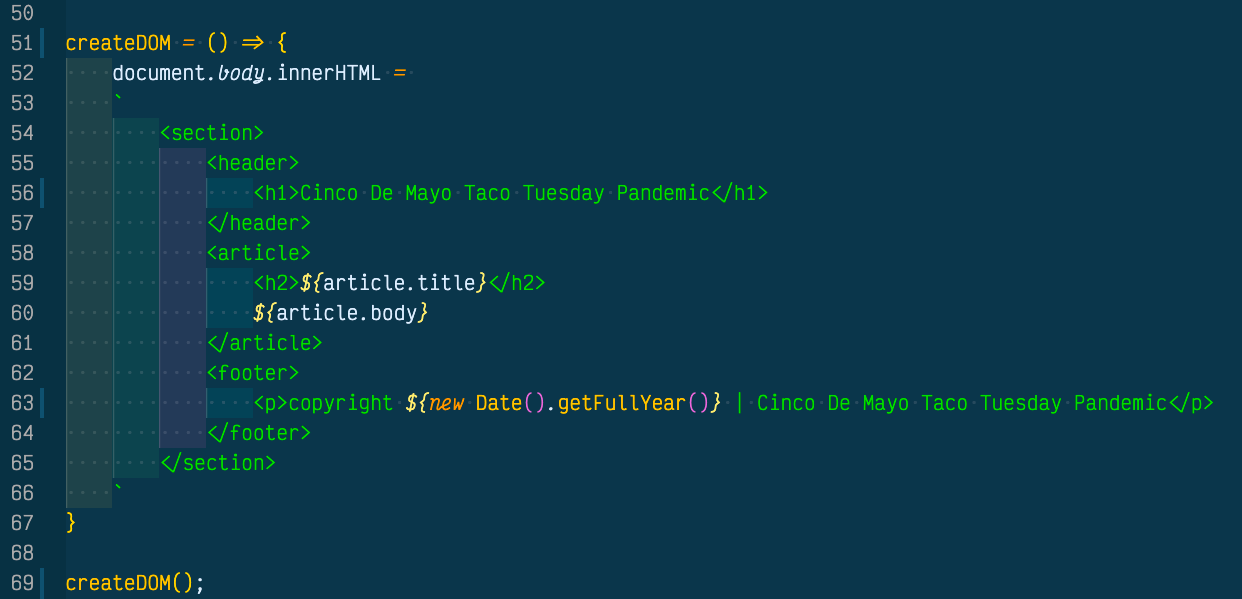 50
51 createDOM = () => {
52 document.body.innerHTML =
53 `
54 <section>
55 <header>
56 <h1>Cinco De Mayo Taco Tuesday Pandemic</h1>
57 </header>
58 <article>
59 <h2>${article.title}</h2>
60 ${article.body}
61 </article>
62 <footer>
63 <p>copyright ${new Date().getFullYear()} | Cinco De Mayo Taco Tuesday Pandemic</p>
64 </footer>
65 </section>
66 `
67 }
68
69 createDOM();